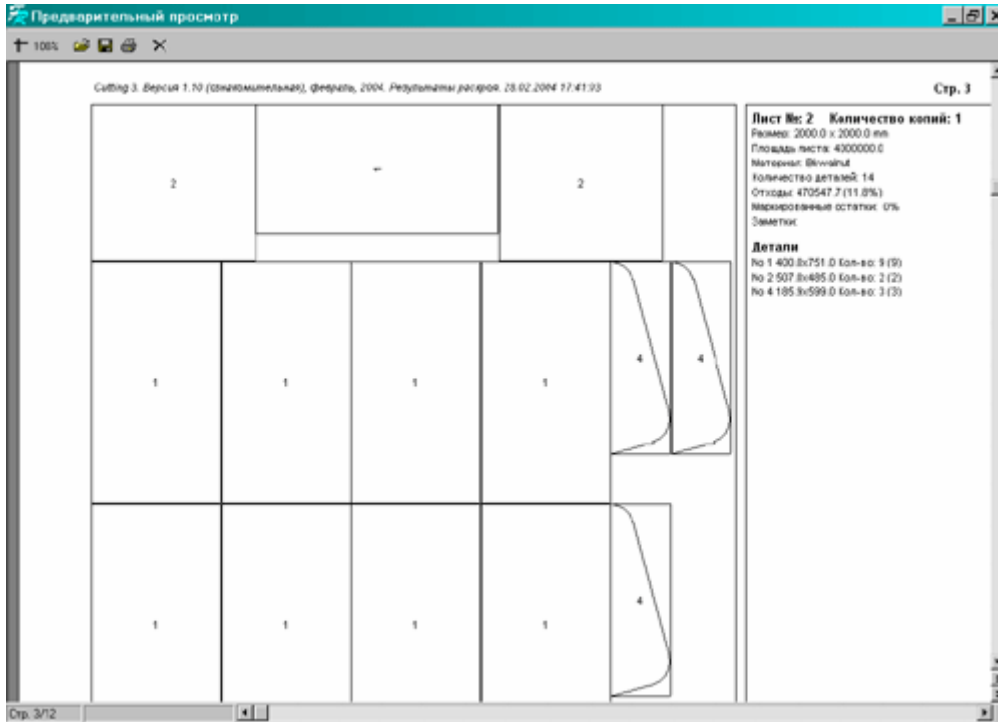 Предварительный просмотр
100%
Cutting 3. Версия 1.10 (ознакомительная), февраль, 2004. Результаты раскроя. 28.02.2004 17:41:33
Стр. 3
Лист №: 2 Количество копий: 1
Размер: 2000.0 x 2000.0 mm
Площадь листа: 4000000.0
Материал:
Количество деталей: 14
Отходы: 470547.7 (11.8%)
Маркированные остатки: 0%
Заметки:
Детали
No 1 400.0x751.0 Кол-во: 9 (9)
No 2 507.0x485.0 Кол-во: 2 (2)
No 4 185.9x599.0 Кол-во: 3 (3)
2 1 2
1 1 1 1 4 4
1 1 1 1 4
Стр. 3/12